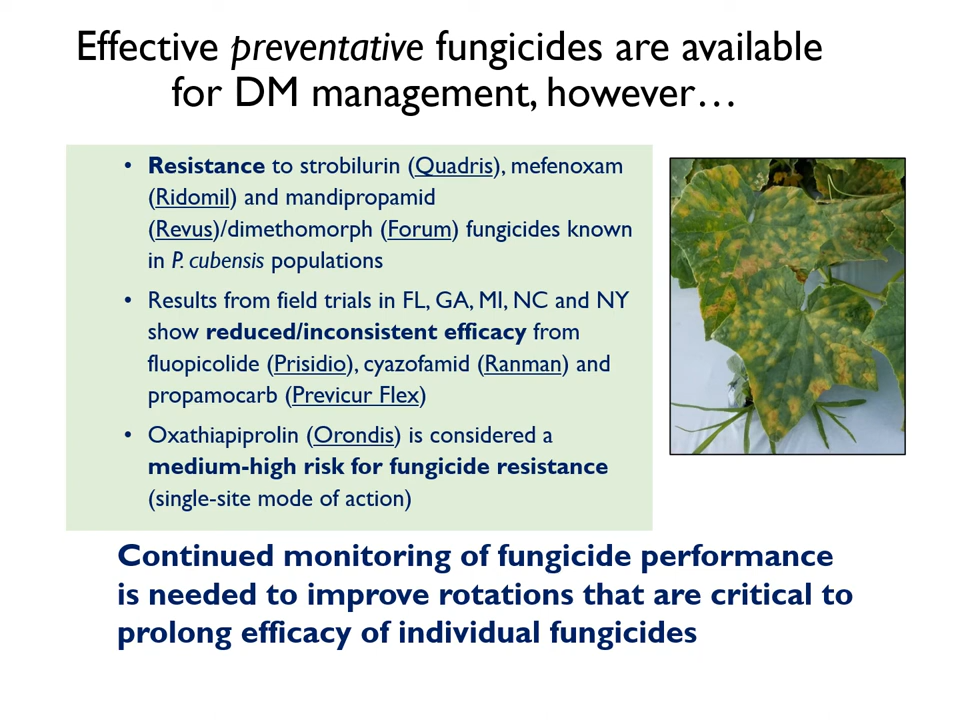 Effective preventative fungicides are available
for DM management, however…
• Resistance to strobilurin (Quadris), mefenoxam
(Ridomil) and mandipropamid
(Revus)/dimethomorph (Forum) fungicides known
in P. cubensis populations
• Results from field trials in FL, GA, MI, NC and NY
show reduced/inconsistent efficacy from
fluopicolide (Prisidio), cyazofamid (Ranman) and
propamocarb (Previcur Flex)
• Oxathiapiprolin (Orondis) is considered a
medium-high risk for fungicide resistance
(single-site mode of action)
Continued monitoring of fungicide performance
is needed to improve rotations that are critical to
prolong efficacy of individual fungicides